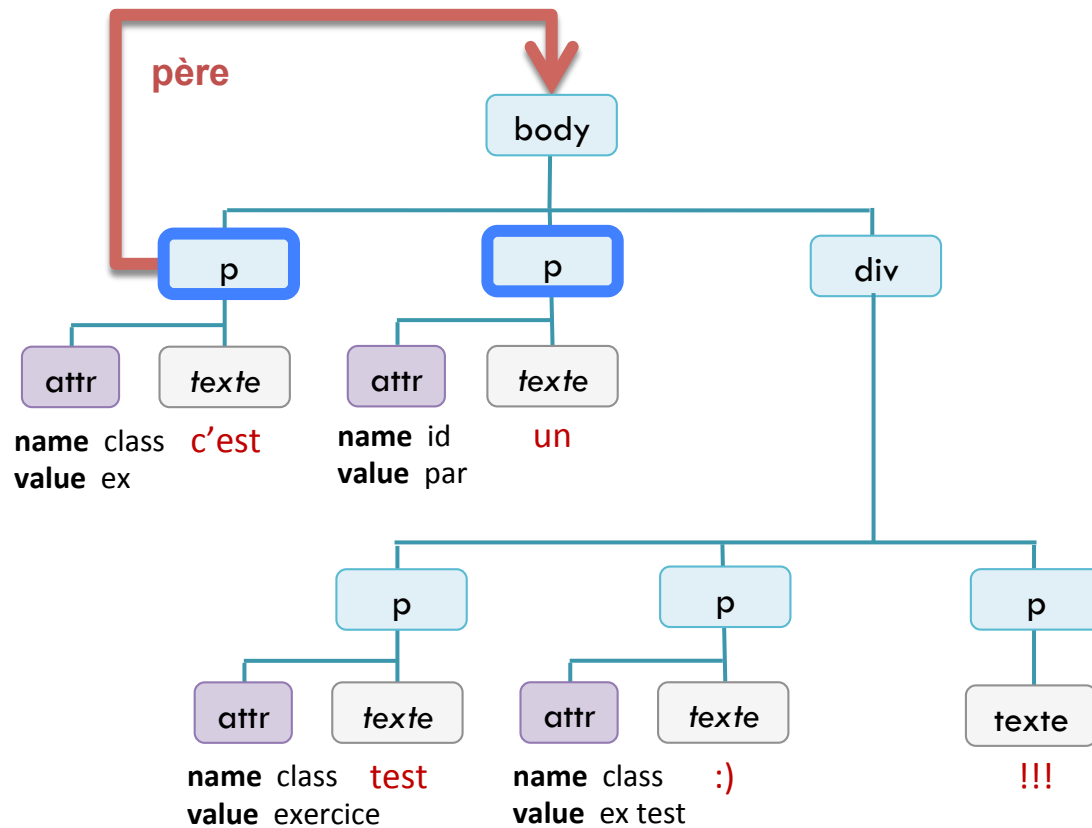 père
body
p
p
div
attr
texte
attr
texte
name class
c'est
name id
un
value ex
value par
p
p
p
attr
texte
attr
texte
texte
name class
test
name class
:)
!!!
value exercice
value ex test